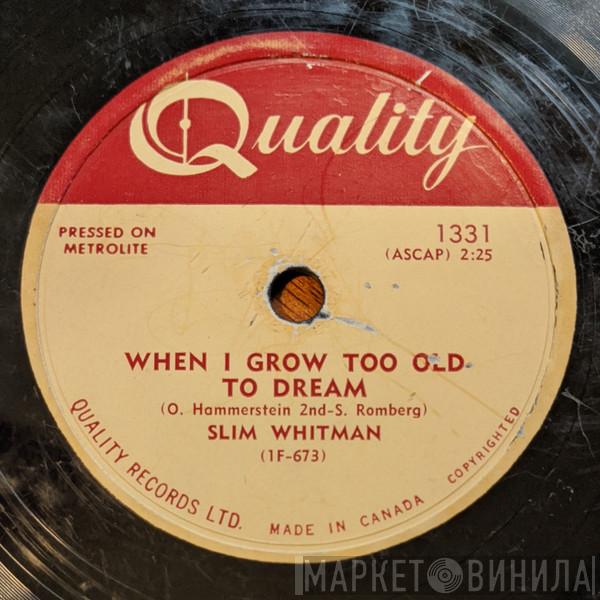 Quality
PRESSED ON
METROLITE
1331
(ASCAP) 2:25
WHEN I GROW TOO OLD
TO DREAM
(O. Hammerstein 2nd-S. Romberg)
SLIM WHITMAN
(1F-673)
QUALITY RECORDS LTD. MADE IN CANADA COPYRIGHTED
МАРКЕТ ВИНИЛА